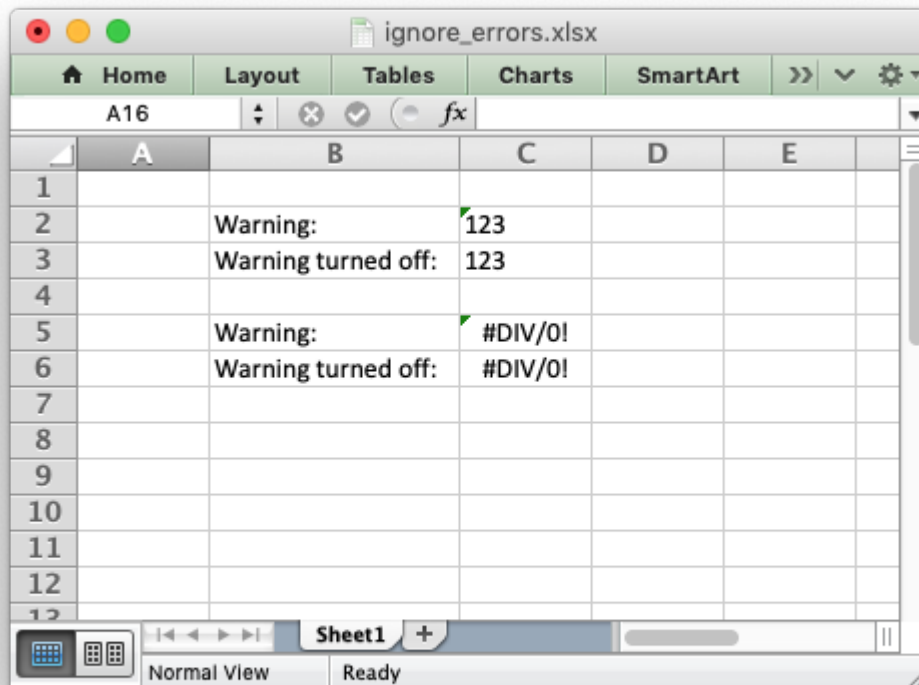 ignore_errors.xlsx
Home Layout Tables Charts SmartArt
A16 fx
A B C D E
1
2 Warning: 123
3 Warning turned off: 123
4
5 Warning: #DIV/0!
6 Warning turned off: #DIV/0!
7
8
9
10
11
12
13
Sheet1 +
Normal View Ready